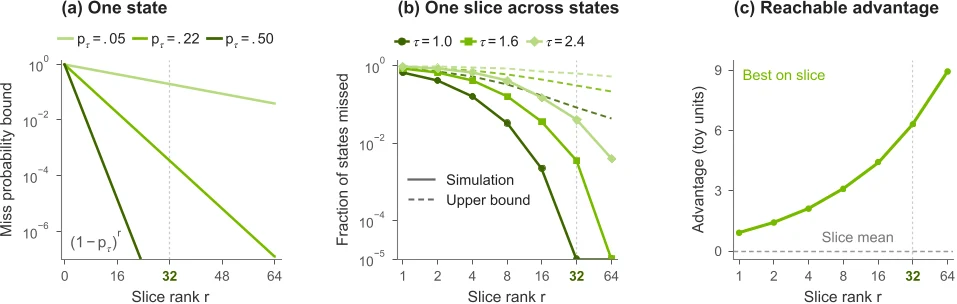 (a) One state
p_τ = .05 p_τ = .22 p_τ = .50
Miss probability bound
10^0
10^−2
10^−4
10^−6
(1−p_τ)^r
0 16 32 48 64
Slice rank r
(b) One slice across states
τ = 1.0 τ = 1.6 τ = 2.4
Fraction of states missed
10^0
10^−2
10^−4
10^−5
Simulation
Upper bound
1 2 4 8 16 32 64
Slice rank r
(c) Reachable advantage
Best on slice
Advantage (toy units)
9
6
3
0
Slice mean
1 2 4 8 16 32 64
Slice rank r